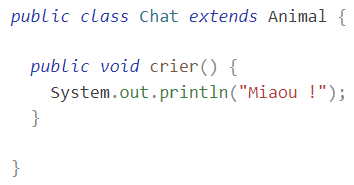 public class Chat extends Animal {
public void crier() {
System.out.println("Miaou !");
}
}